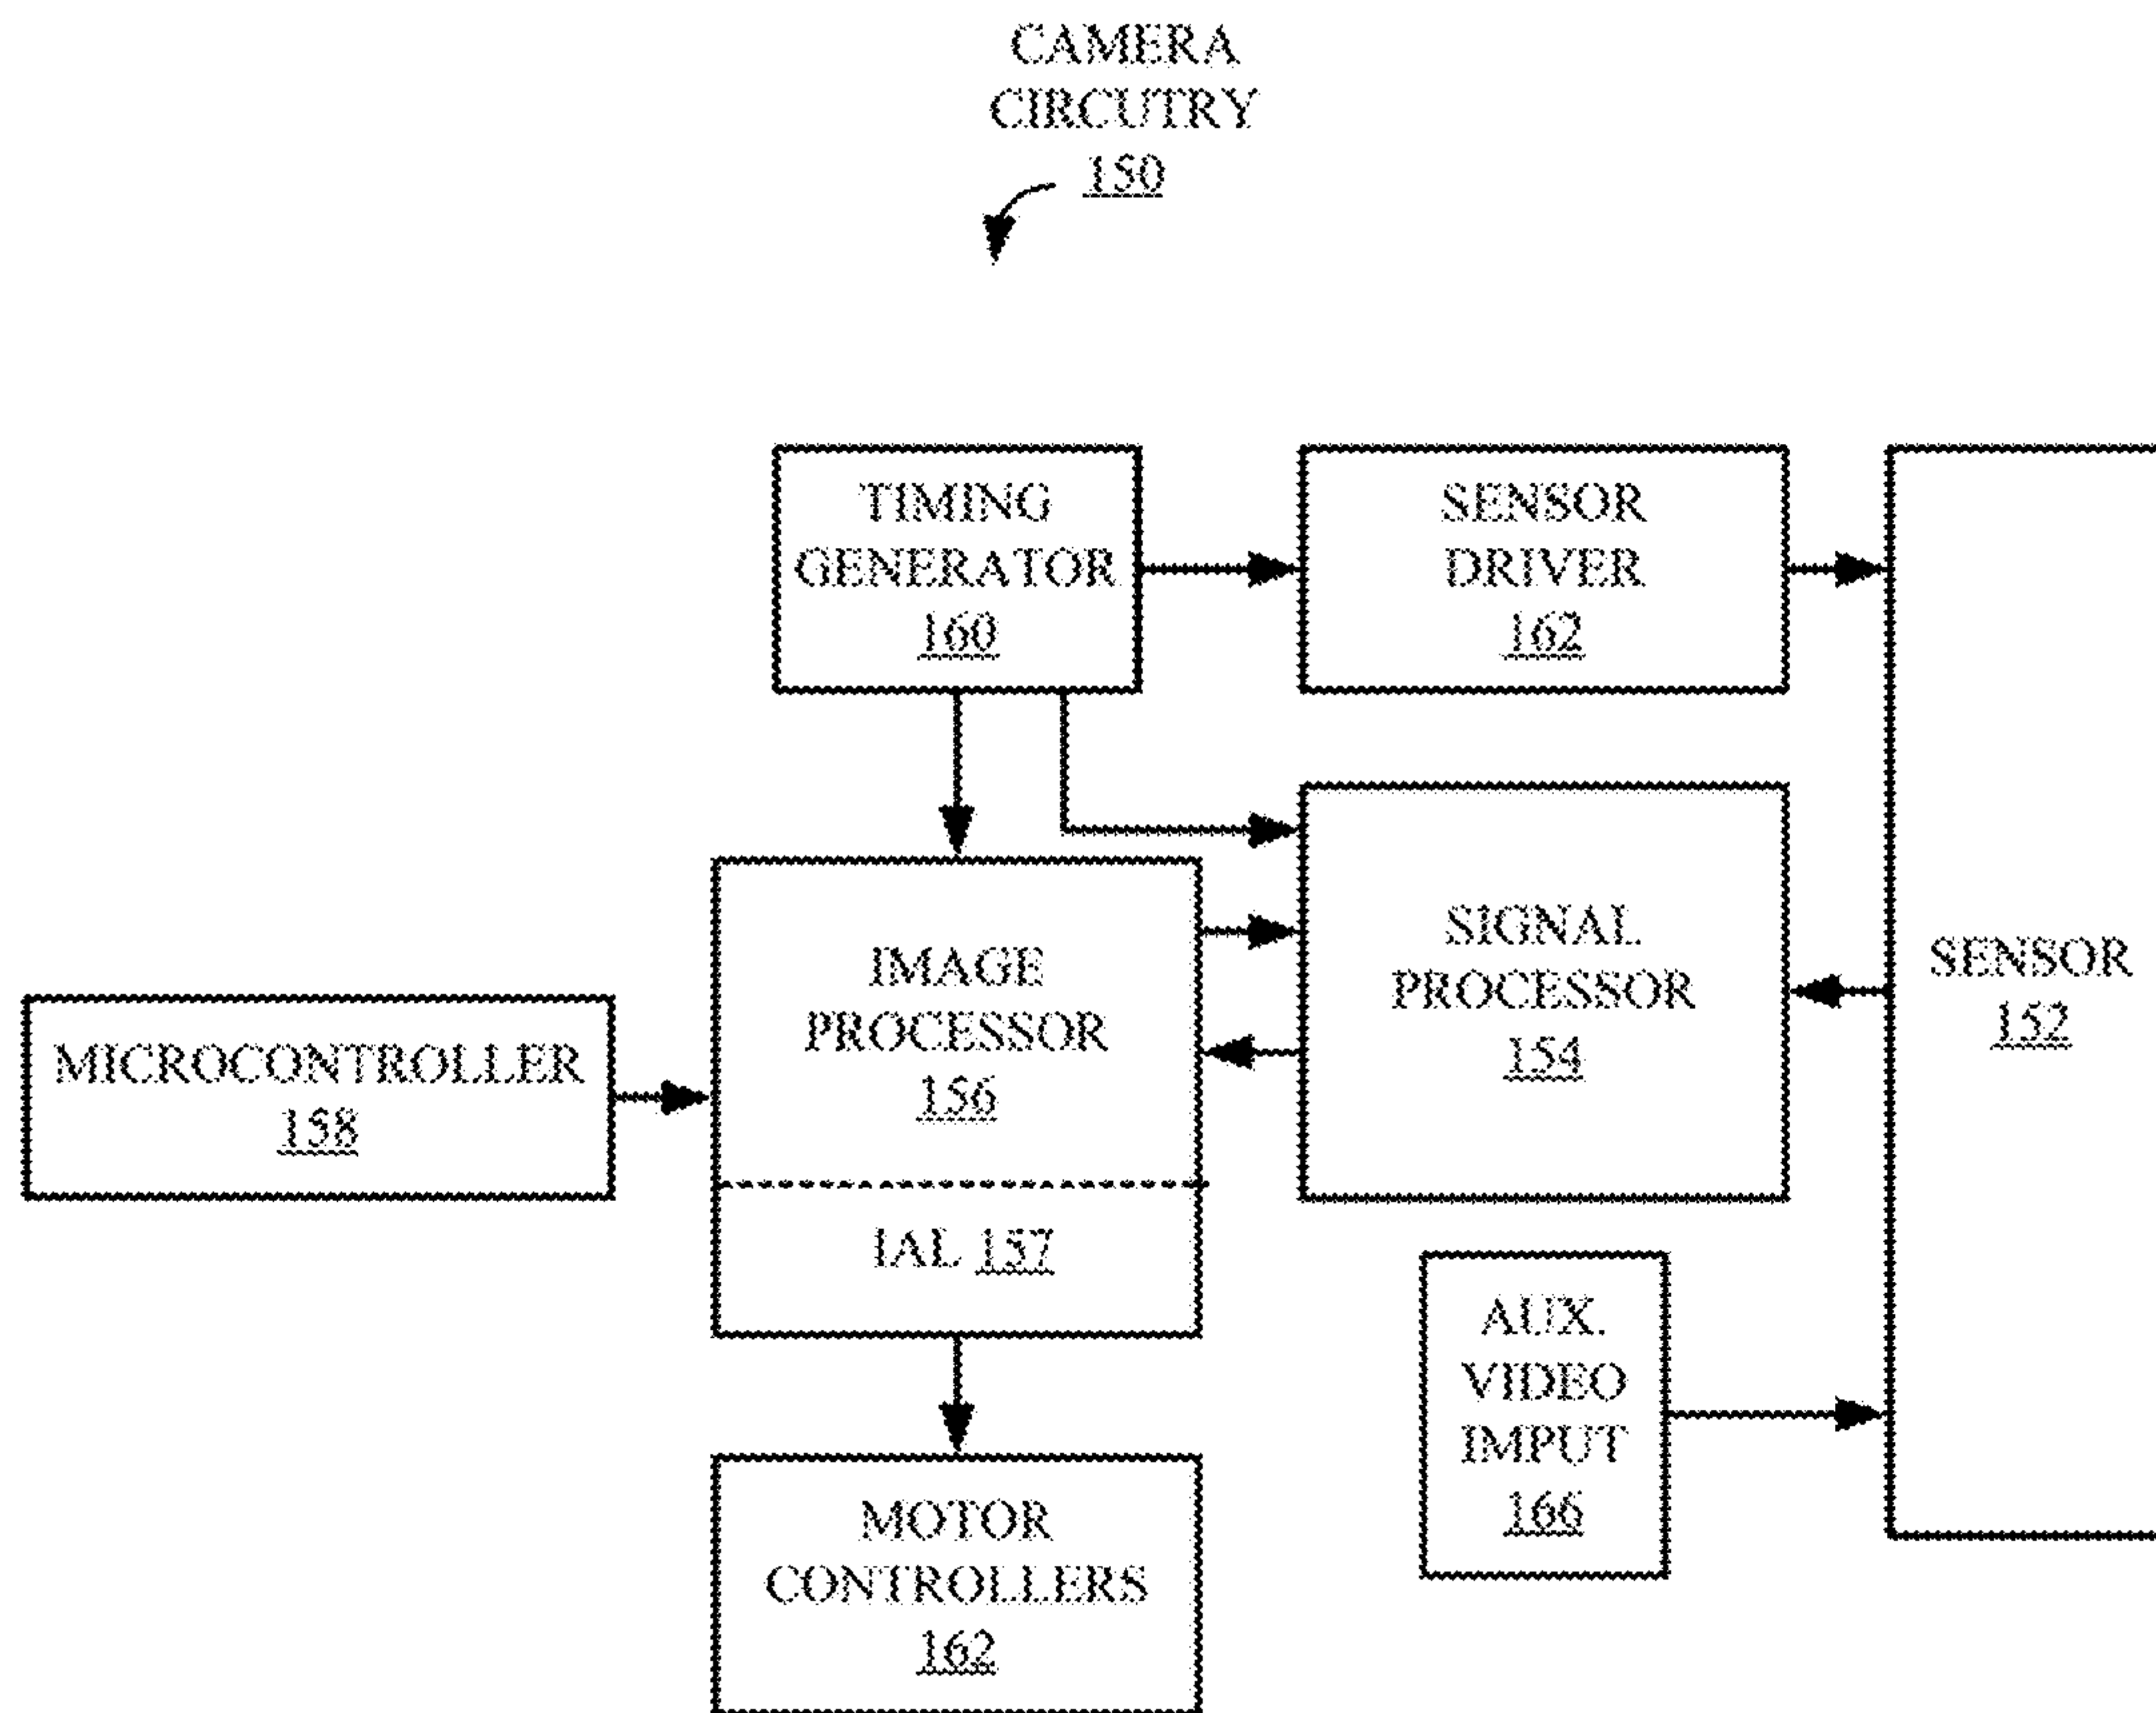 CAMERA
CIRCUTRY
150
TIMING
GENERATOR
160
SENSOR
DRIVER
162
SIGNAL
PROCESSOR
154
SENSOR
152
IMAGE
PROCESSOR
156
IAL 157
MICROCONTROLLER
158
AUX.
VIDEO
IMPUT
166
MOTOR
CONTROLLERS
162